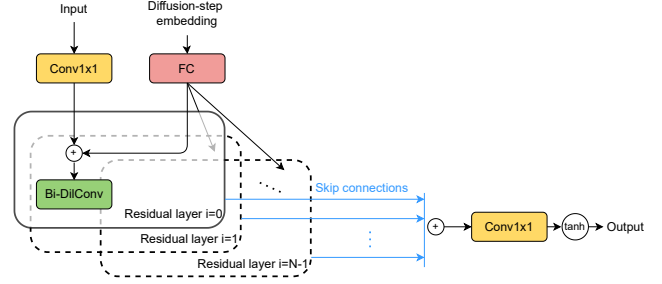 Input
Diffusion-step
embedding
Conv1x1
FC
+
Bi-DilConv
Residual layer i=0
Residual layer i=1
Residual layer i=N-1
Skip connections
+
Conv1x1
tanh
Output